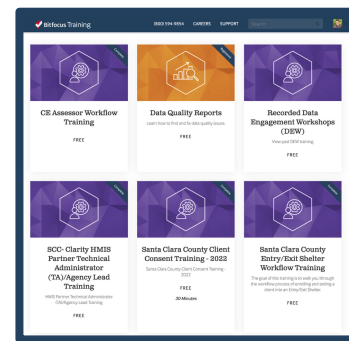 Bitfocus Training
(800) 594-9854 CAREERS SUPPORT Search
CE Assessor Workflow
Training
FREE
Data Quality Reports
Learn how to find and fix data quality issues.
FREE
Recorded Data
Engagement Workshops
(DEW)
View past DEW training.
FREE
SCC- Clarity HMIS
Partner Technical
Administrator
(TA)/Agency Lead
Training
HMIS Partner Technical Administrator
(TA)/Agency Lead Training
FREE
Santa Clara County Client
Consent Training - 2022
Santa Clara County Client Consent Training -
2022
FREE
30 Minutes
Santa Clara County
Entry/Exit Shelter
Workflow Training
The goal of this training is to walk you through
the workflow process of enrolling and exiting a
client into an Entry/Exit Shelter.
FREE